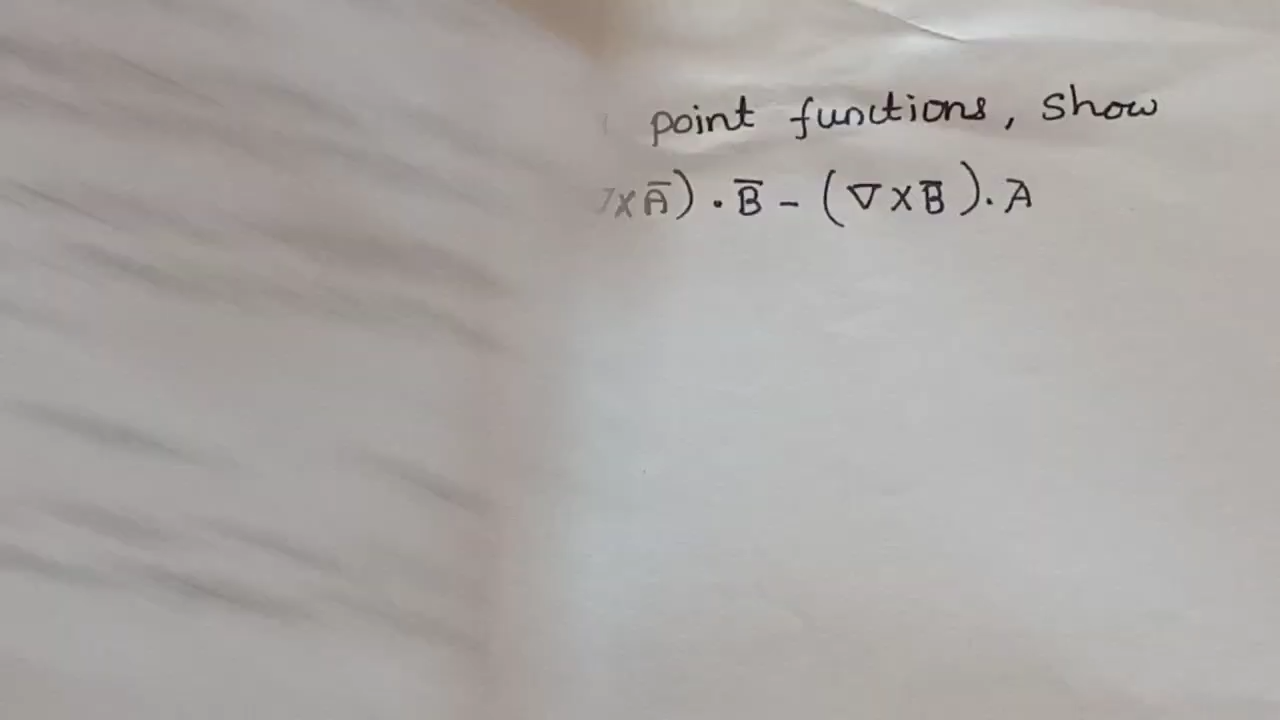 point functions, show
×A̅) · B̅ - (∇×B̅). A̅